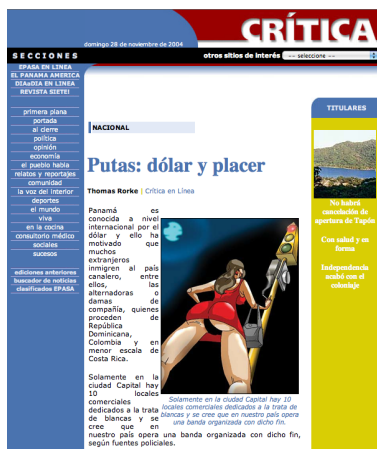 CRÍTICA
domingo 28 de noviembre de 2004
SECCIONES
otros sitios de interés
-- seleccione --
EPASA EN LINEA
EL PANAMA AMERICA
DIAaDIA EN LINEA
REVISTA SIETE!
primera plana
portada
al cierre
política
opinión
economía
el pueblo habla
relatos y reportajes
comunidad
la voz del interior
deportes
el mundo
viva
en la cocina
consultorio médico
sociales
sucesos
ediciones anteriores
buscador de noticias
clasificados EPASA
NACIONAL
Putas: dólar y placer
Thomas Rorke | Crítica en Línea
Panamá es
conocida a nivel
internacional por el
dólar y ello ha
motivado que
muchos
extranjeros
inmigren al país
canalero, entre
ellos, las
alternadoras o
damas de
compañía, quienes
proceden de
República
Dominicana,
Colombia y en
menor escala de
Costa Rica.
Solamente en la
ciudad Capital hay
10 locales
comerciales
dedicados a la trata
de blancas y se
cree que en
nuestro país opera una banda organizada con dicho fin,
según fuentes policiales.
Solamente en la ciudad Capital hay 10
locales comerciales dedicados a la trata de
blancas y se cree que en nuestro país opera
una banda organizada con dicho fin.
TITULARES
No habrá
cancelación de
apertura de Tapón
Con salud y en
forma
Independencia
acabó con el
coloniaje